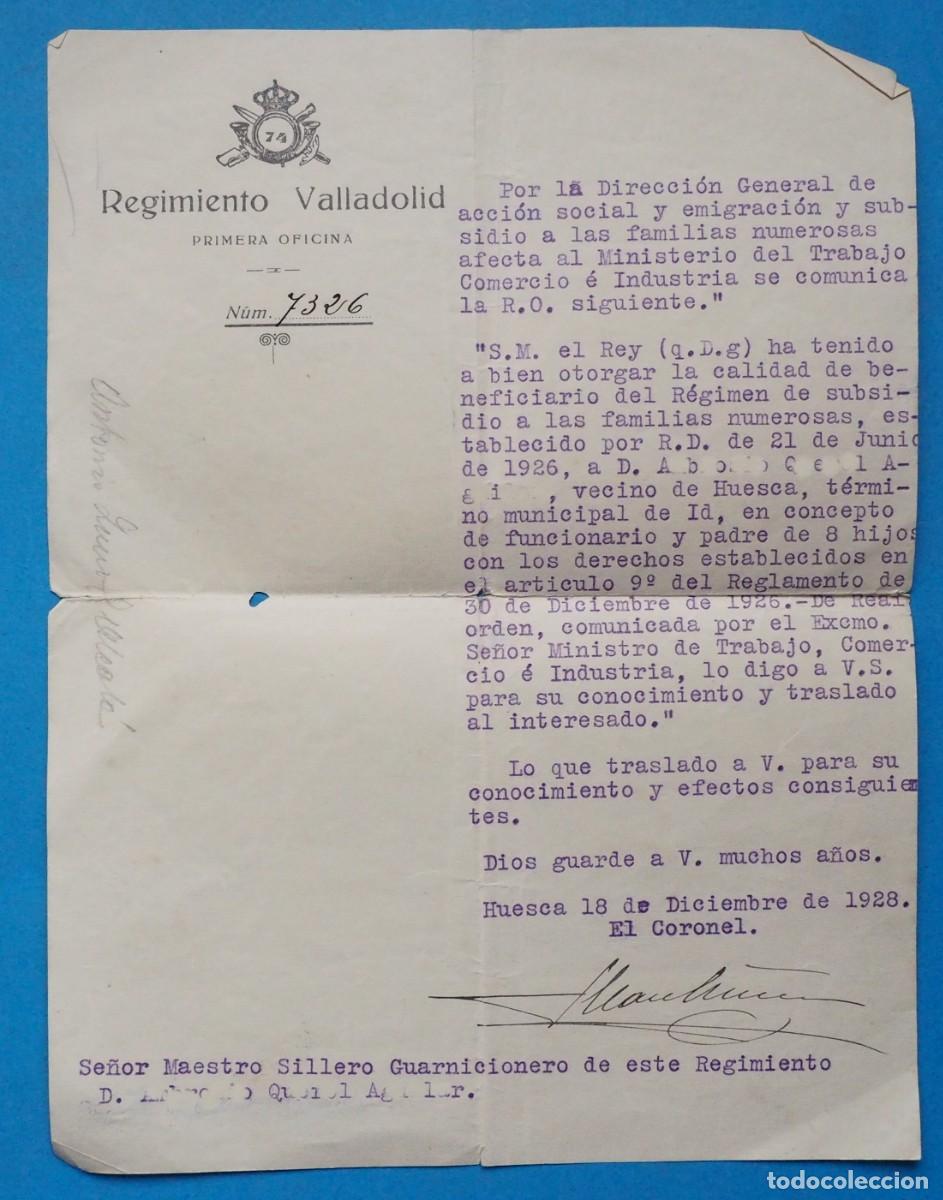 74
Regimiento Valladolid
PRIMERA OFICINA
Núm. 7326
Por la Dirección General de
acción social y emigración y sub-
sidio a las familias numerosas
afecta al Ministerio del Trabajo
Comercio é Industria se comunica
la R.O. siguiente."
"S.M. el Rey (q.D.g) ha tenido
a bien otorgar la calidad de be-
neficiario del Régimen de subsi-
dio a las familias numerosas, es-
tablecido por R.D. de 21 de Junio
de 1926, a D.
, vecino de Huesca, térmi-
no municipal de Id, en concepto
de funcionario y padre de 8 hijos
con los derechos establecidos en
el articulo 9º del Reglamento de
30 de Diciembre de 1926.-De Real
orden, comunicada por el Excmo.
Señor Ministro de Trabajo, Comer-
cio é Industria, lo digo a V.S.
para su conocimiento y traslado
al interesado."
Lo que traslado a V. para su
conocimiento y efectos consiguien
tes.
Dios guarde a V. muchos años.
Huesca 18 de Diciembre de 1928.
El Coronel.
Señor Maestro Sillero Guarnicionero de este Regimiento
D.
todocoleccion